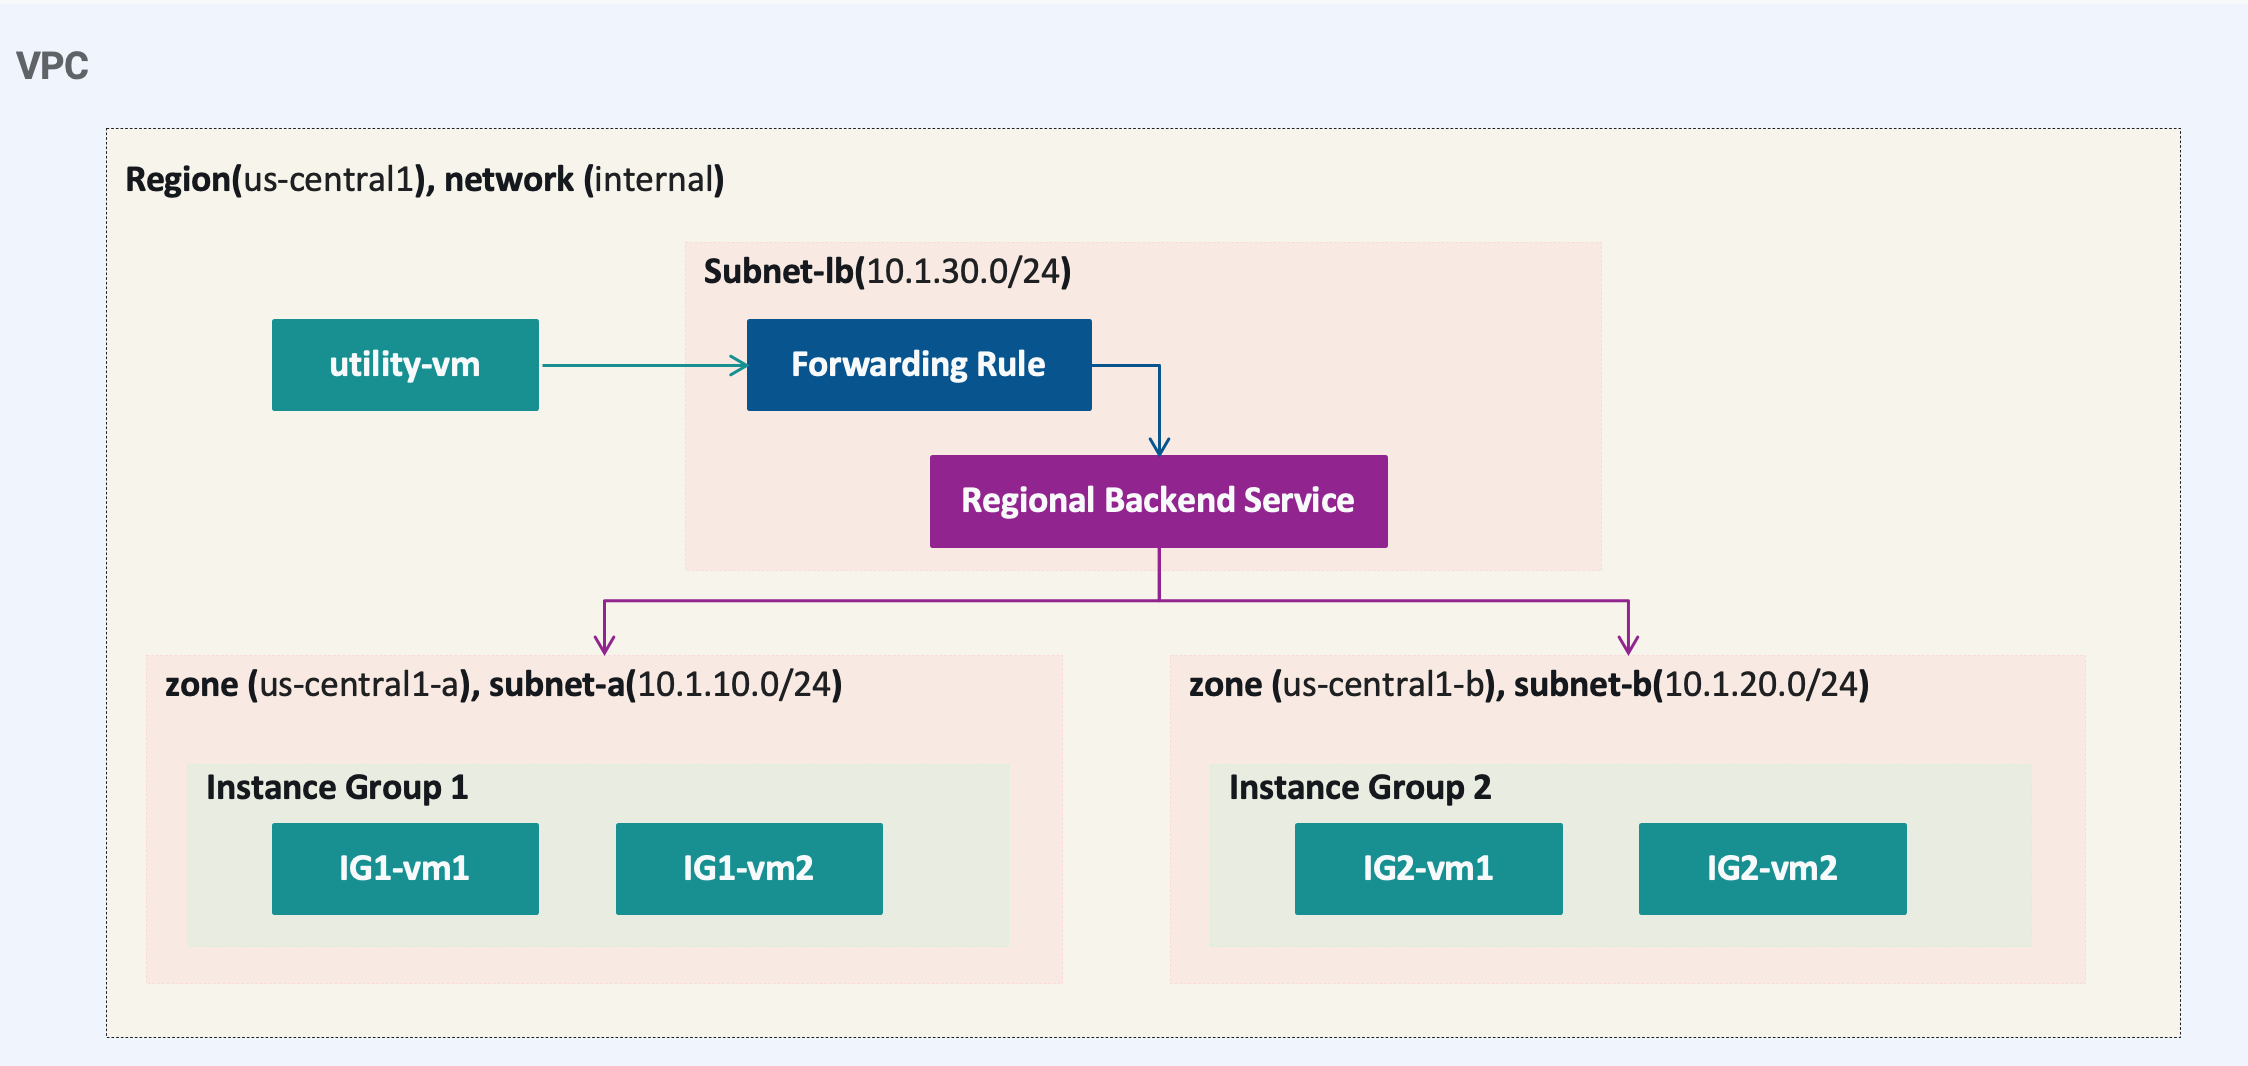 VPC
Region(us-central1), network (internal)
Subnet-lb(10.1.30.0/24)
utility-vm
Forwarding Rule
Regional Backend Service
zone (us-central1-a), subnet-a(10.1.10.0/24)
zone (us-central1-b), subnet-b(10.1.20.0/24)
Instance Group 1
Instance Group 2
IG1-vm1
IG1-vm2
IG2-vm1
IG2-vm2